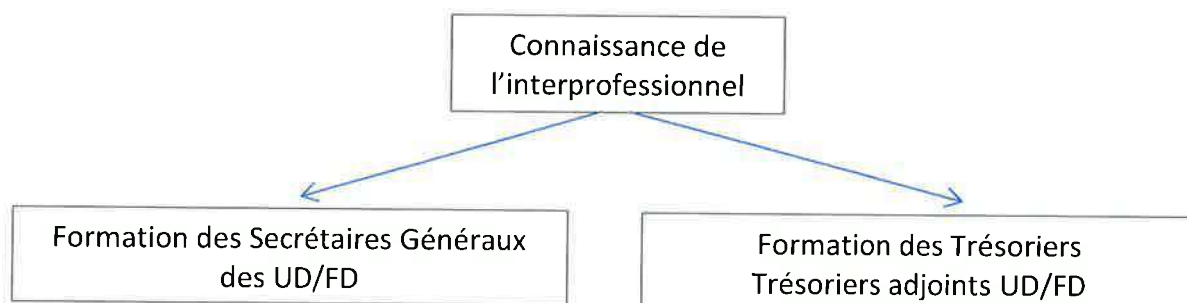 Connaissance de
l'interprofessionnel
Formation des Secrétaires Généraux
des UD/FD
Formation des Trésoriers
Trésoriers adjoints UD/FD